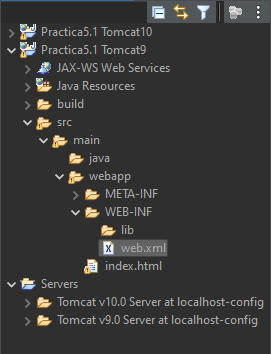 Practica5.1 Tomcat10
Practica5.1 Tomcat9
JAX-WS Web Services
Java Resources
build
src
main
java
webapp
META-INF
WEB-INF
lib
web.xml
index.html
Servers
Tomcat v10.0 Server at localhost-config
Tomcat v9.0 Server at localhost-config